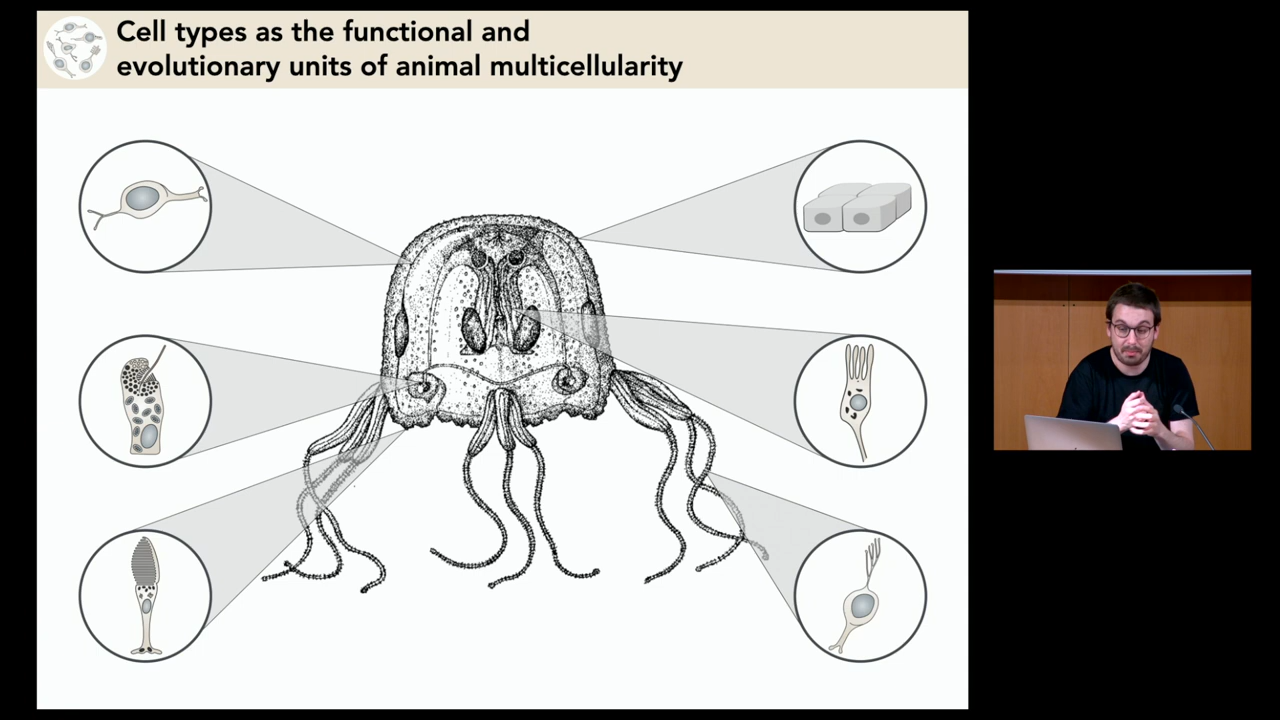 Cell types as the functional and
evolutionary units of animal multicellularity